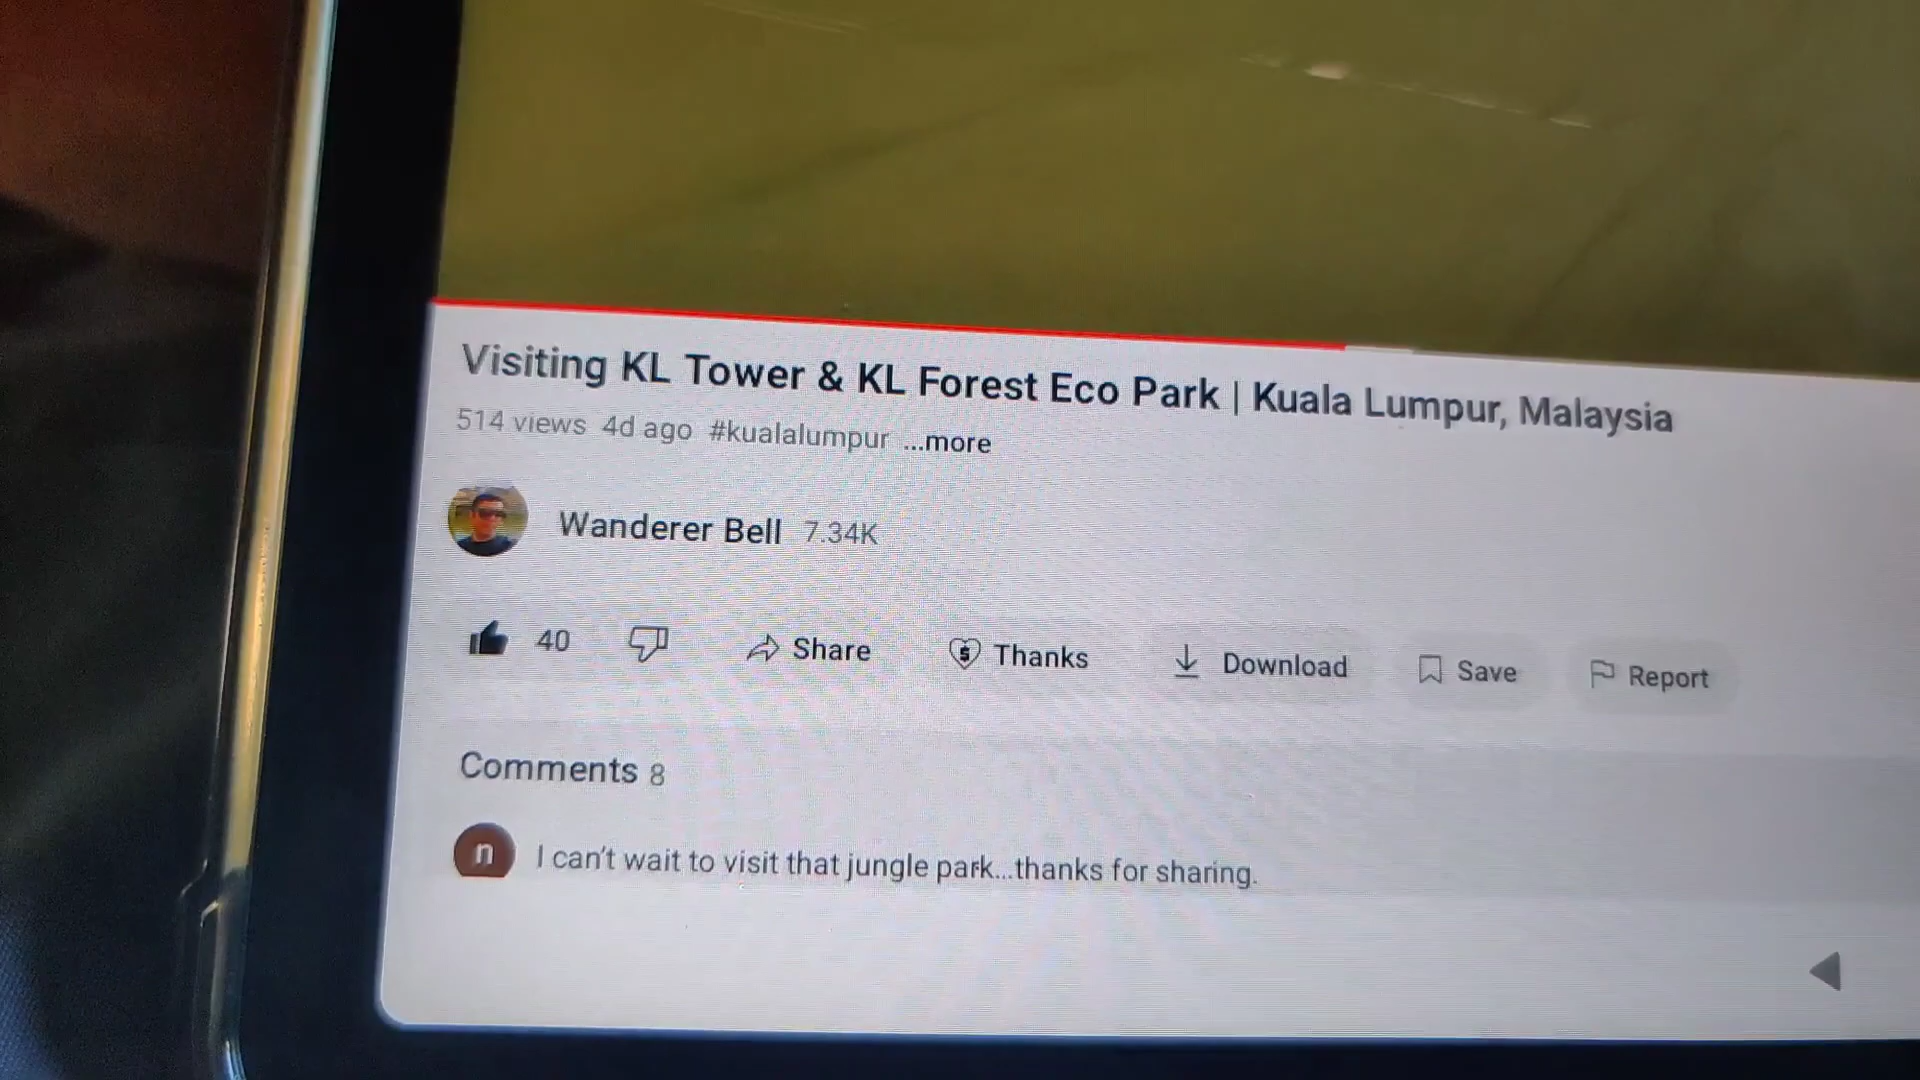 Visiting KL Tower & KL Forest Eco Park | Kuala Lumpur, Malaysia
514 views 4d ago #kualalumpur ...more
Wanderer Bell 7.34K
40 Share Thanks Download Save Report
Comments 8
n I can't wait to visit that jungle park...thanks for sharing.